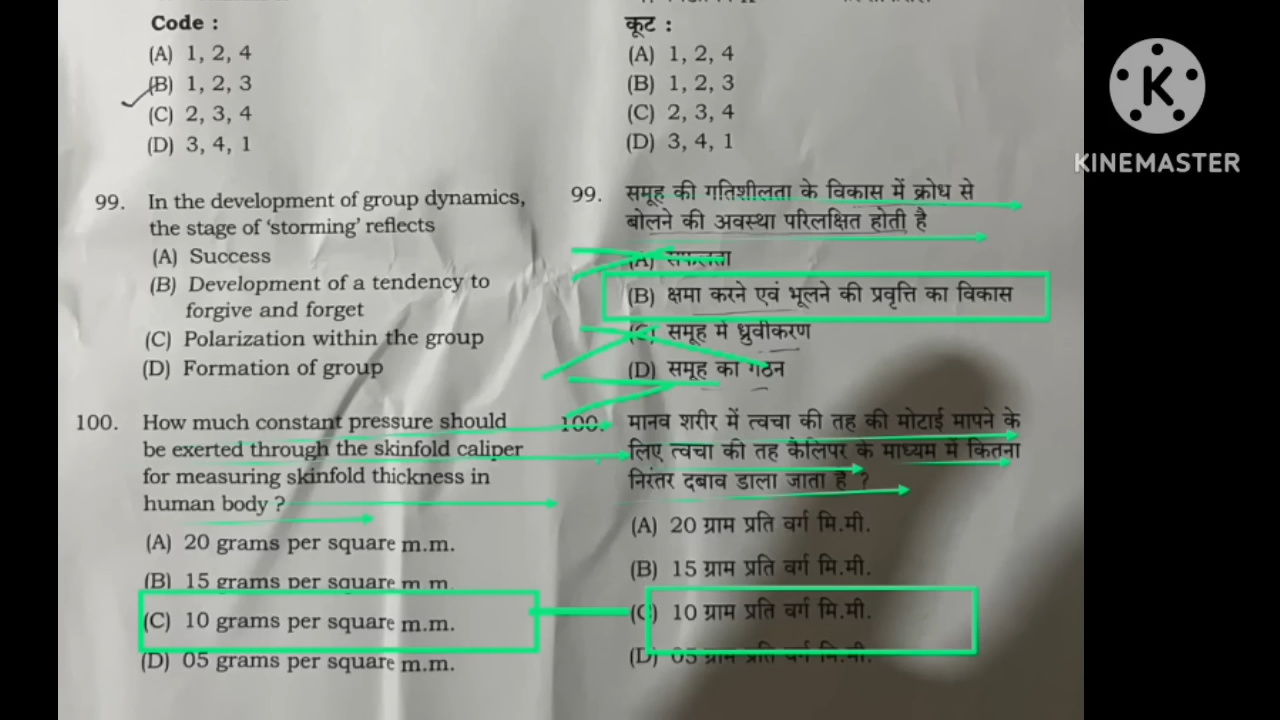 Code :
(A) 1, 2, 4
(B) 1, 2, 3
(C) 2, 3, 4
(D) 3, 4, 1
99. In the development of group dynamics,
the stage of ‘storming’ reflects
(A) Success
(B) Development of a tendency to
forgive and forget
(C) Polarization within the group
(D) Formation of group
100. How much constant pressure should
be exerted through the skinfold caliper
for measuring skinfold thickness in
human body ?
(A) 20 grams per square m.m.
(B) 15 grams per square m.m.
(C) 10 grams per square m.m.
(D) 05 grams per square m.m.
कूट :
(A) 1, 2, 4
(B) 1, 2, 3
(C) 2, 3, 4
(D) 3, 4, 1
99. समूह की गतिशीलता के विकास में क्रोध से
बोलने की अवस्था परिलक्षित होती है
(A) सफलता
(B) क्षमा करने एवं भूलने की प्रवृत्ति का विकास
(C) समूह में ध्रुवीकरण
(D) समूह का गठन
100. मानव शरीर में त्वचा की तह की मोटाई मापने के
लिए त्वचा की तह कैलिपर के माध्यम में कितना
निरंतर दबाव डाला जाता है ?
(A) 20 ग्राम प्रति वर्ग मि.मी.
(B) 15 ग्राम प्रति वर्ग मि.मी.
(C) 10 ग्राम प्रति वर्ग मि.मी.
(D) 05 ग्राम प्रति वर्ग मि.मी.
K
KINEMASTER